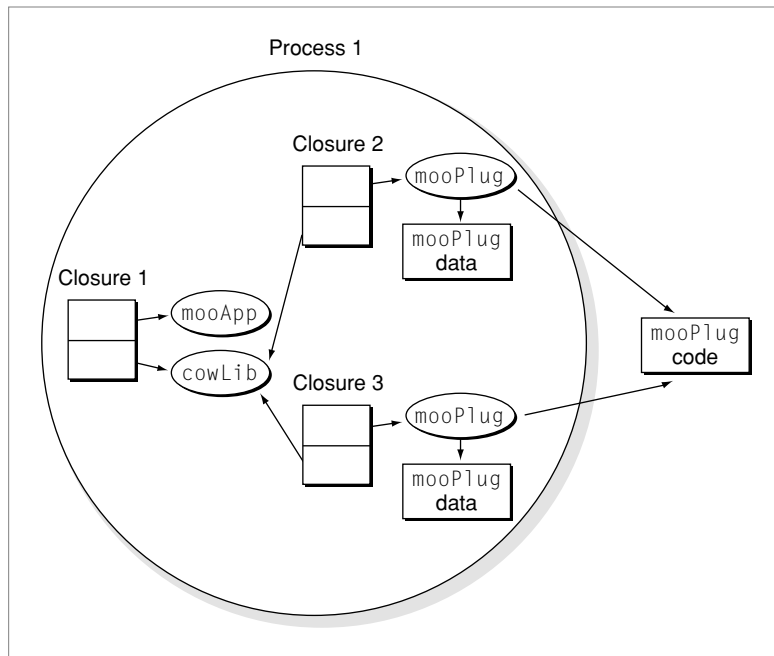 Process 1
Closure 2
mooPlug
mooPlug
data
Closure 1
mooApp
cowLib
mooPlug
code
Closure 3
mooPlug
mooPlug
data